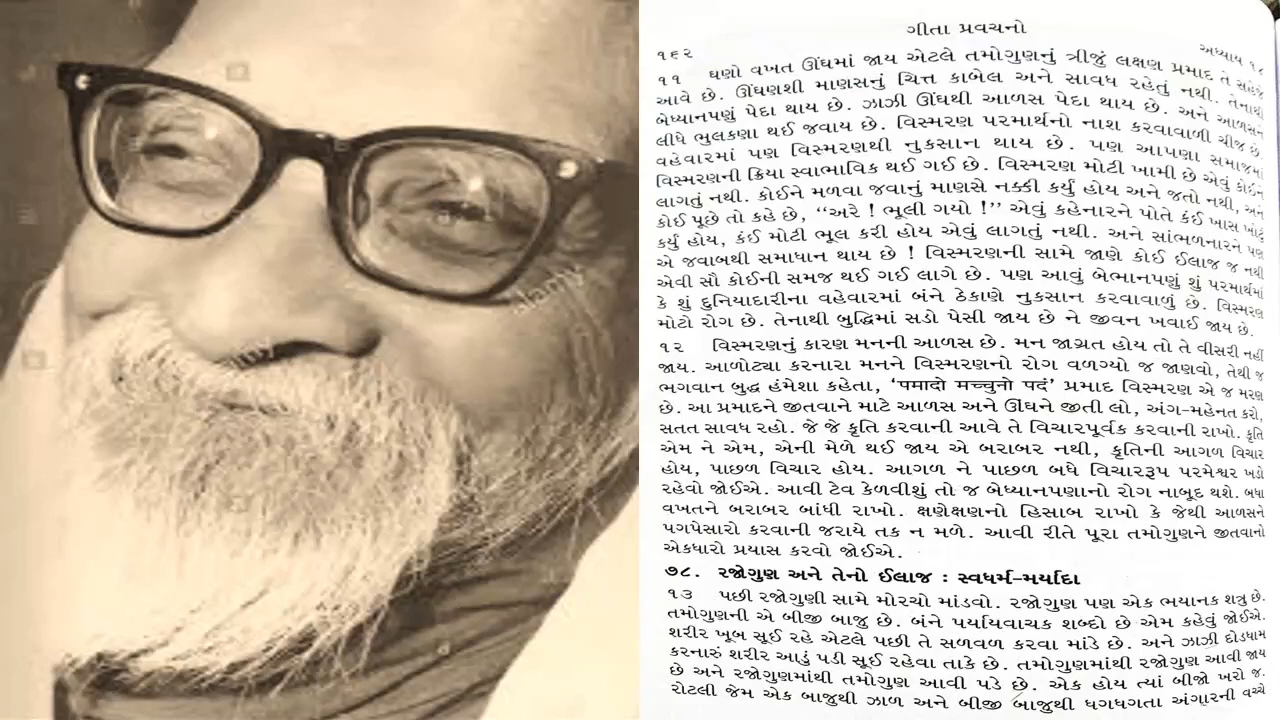 ગીતા પ્રવચનો
૧૬૨
અધ્યાય ૧૪
૧૧ ઘણો વખત ઊંઘમાં જાય એટલે તમોગુણનું ત્રીજું લક્ષણ પ્રમાદ તે સહેજે
આવે છે. ઊંઘણશી માણસનું ચિત્ત કાબેલ અને સાવધ રહેતું નથી. તેનાથી
બેધ્યાનપણું પેદા થાય છે. ઝાઝી ઊંઘથી આળસ પેદા થાય છે. અને આળસને
લીધે ભુલકણા થઈ જવાય છે. વિસ્મરણ પરમાર્થનો નાશ કરવાવાળી ચીજ છે.
વહેવારમાં પણ વિસ્મરણથી નુકસાન થાય છે. પણ આપણા સમાજમાં
વિસ્મરણની ક્રિયા સ્વાભાવિક થઈ ગઈ છે. વિસ્મરણ મોટી ખામી છે એવું કોઈને
લાગતું નથી. કોઈને મળવા જવાનું માણસે નક્કી કર્યું હોય અને જતો નથી, અને
કોઈ પૂછે તો કહે છે, “અરે ! ભૂલી ગયો !” એવું કહેનારને પોતે કંઈ ખાસ ખોટું
કર્યું હોય, કંઈ મોટી ભૂલ કરી હોય એવું લાગતું નથી. અને સાંભળનારને પણ
એ જવાબથી સમાધાન થાય છે ! વિસ્મરણની સામે જાણે કોઈ ઈલાજ જ નથી
એવી સૌ કોઈની સમજ થઈ ગઈ લાગે છે. પણ આવું બેભાનપણું શું પરમાર્થમાં
કે શું દુનિયાદારીના વહેવારમાં બંને ઠેકાણે નુકસાન કરવાવાળું છે. વિસ્મરણ
મોટો રોગ છે. તેનાથી બુદ્ધિમાં સડો પેસી જાય છે ને જીવન ખવાઈ જાય છે.
૧૨ વિસ્મરણનું કારણ મનની આળસ છે. મન જાગ્રત હોય તો તે વીસરી નહીં
જાય. આળોટ્યા કરનારા મનને વિસ્મરણનો રોગ વળગ્યો જ જાણવો, તેથી જ
ભગવાન બુદ્ધ હંમેશા કહેતા, ‘पमादो मच्चुनो पदं’ પ્રમાદ વિસ્મરણ એ જ મરણ
છે. આ પ્રમાદને જીતવાને માટે આળસ અને ઊંઘને જીતી લો, અંગ-મહેનત કરો,
સતત સાવધ રહો. જે જે કૃતિ કરવાની આવે તે વિચારપૂર્વક કરવાની રાખો. કૃતિ
એમ ને એમ, એની મેળે થઈ જાય એ બરાબર નથી, કૃતિની આગળ વિચાર
હોય, પાછળ વિચાર હોય. આગળ ને પાછળ બધે વિચારરૂપ પરમેશ્વર ખડો
રહેવો જોઈએ. આવી ટેવ કેળવીશું તો જ બેધ્યાનપણાનો રોગ નાબૂદ થશે. બધા
વખતને બરાબર બાંધી રાખો. ક્ષણેક્ષણનો હિસાબ રાખો કે જેથી આળસને
પગપેસારો કરવાની જરાયે તક ન મળે. આવી રીતે પૂરા તમોગુણને જીતવાનો
એકધારો પ્રયાસ કરવો જોઈએ.
૭૮. રજોગુણ અને તેનો ઈલાજ : સ્વધર્મ-મર્યાદા
૧૩ પછી રજોગુણી સામે મોરચો માંડવો. રજોગુણ પણ એક ભયાનક શત્રુ છે.
તમોગુણની એ બીજી બાજુ છે. બંને પર્યાયવાચક શબ્દો છે એમ કહેવું જોઈએ.
શરીર ખૂબ સૂઈ રહે એટલે પછી તે સળવળ કરવા માંડે છે. અને ઝાઝી દોડધામ
કરનારું શરીર આડું પડી સૂઈ રહેવા તાકે છે. તમોગુણમાંથી રજોગુણ આવી જાય
છે અને રજોગુણમાંથી તમોગુણ આવી પડે છે. એક હોય ત્યાં બીજો ખરો જ.
રોટલી જેમ એક બાજુથી ઝાળ અને બીજી બાજુથી ધગધગતા અંગારની વચ્ચે
alamy
alamy